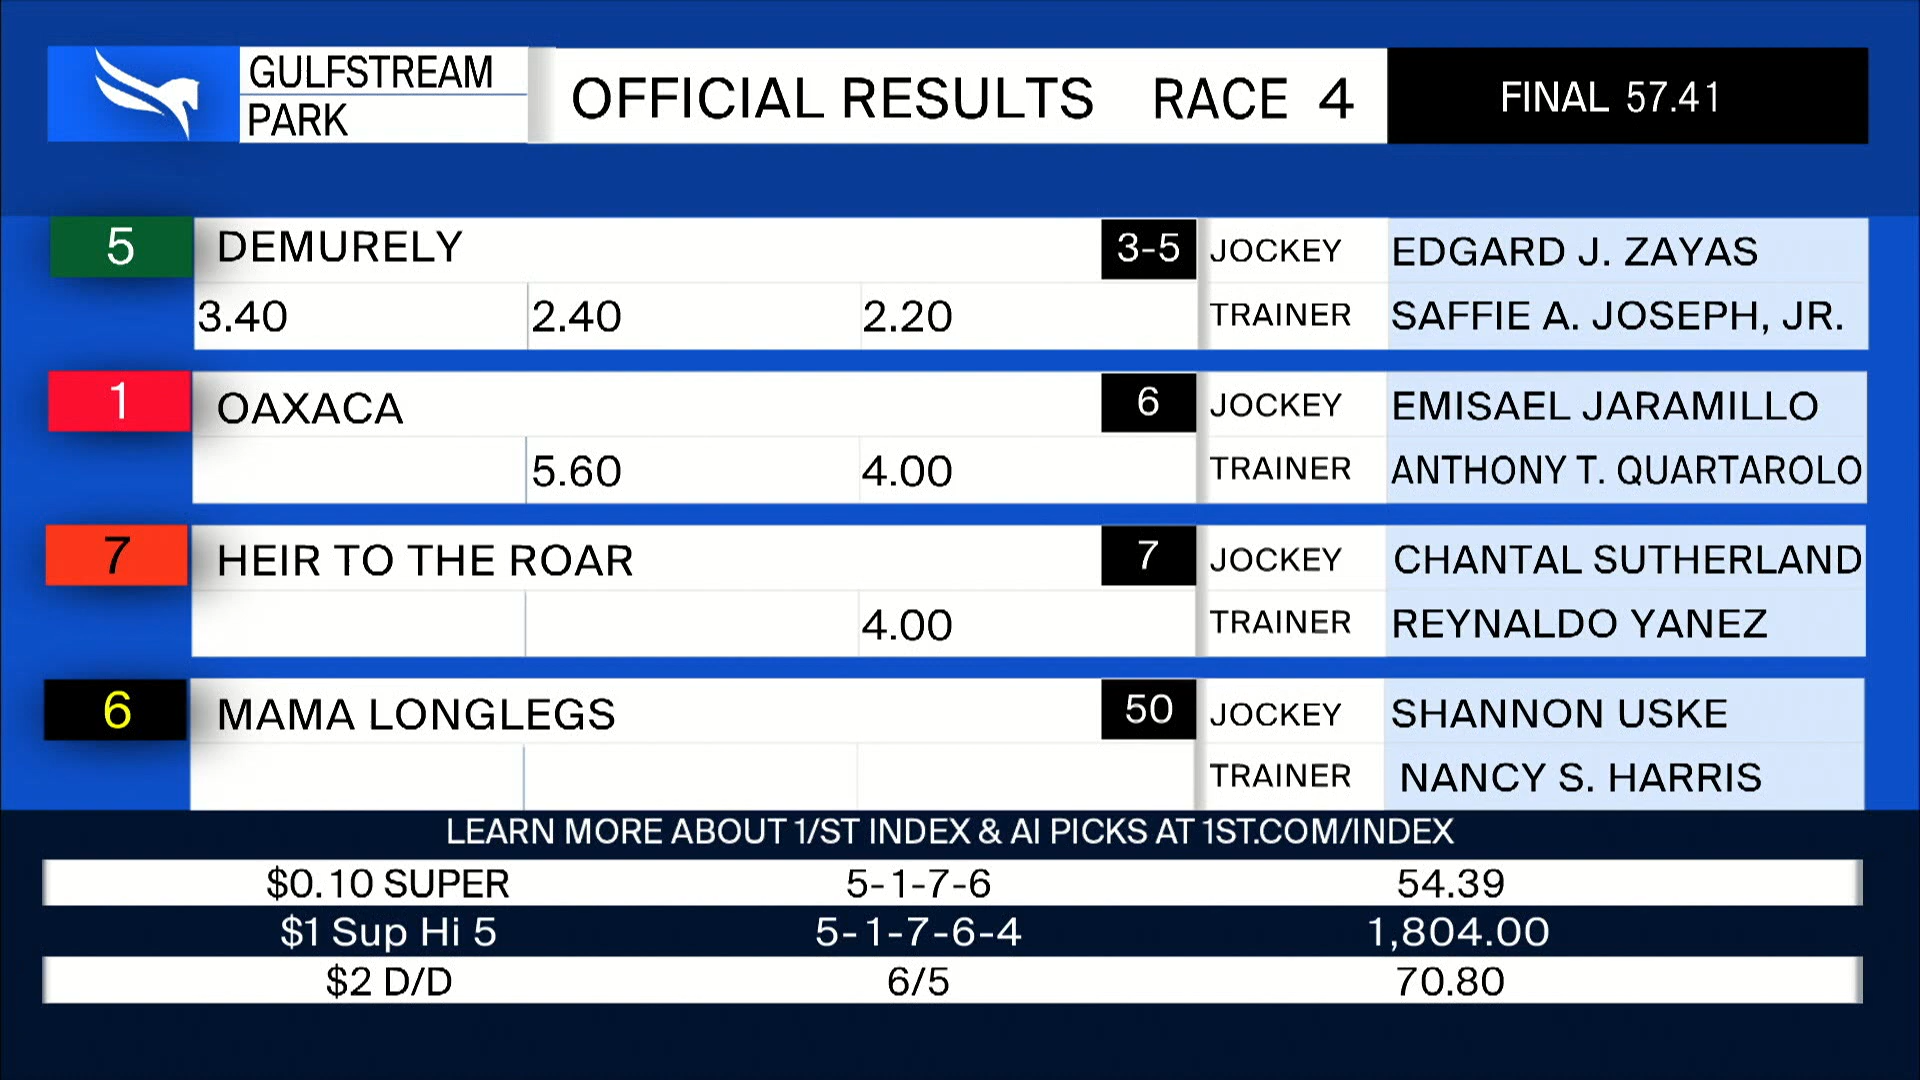 GULFSTREAM
PARK
OFFICIAL RESULTS RACE 4
FINAL 57.41
5 DEMURELY 3-5 JOCKEY EDGARD J. ZAYAS
3.40 2.40 2.20 TRAINER SAFFIE A. JOSEPH, JR.
1 OAXACA 6 JOCKEY EMISAEL JARAMILLO
5.60 4.00 TRAINER ANTHONY T. QUARTAROLO
7 HEIR TO THE ROAR 7 JOCKEY CHANTAL SUTHERLAND
4.00 TRAINER REYNALDO YANEZ
6 MAMA LONGLEGS 50 JOCKEY SHANNON USKE
TRAINER NANCY S. HARRIS
LEARN MORE ABOUT 1/ST INDEX & AI PICKS AT 1ST.COM/INDEX
$0.10 SUPER 5-1-7-6 54.39
$1 Sup Hi 5 5-1-7-6-4 1,804.00
$2 D/D 6/5 70.80